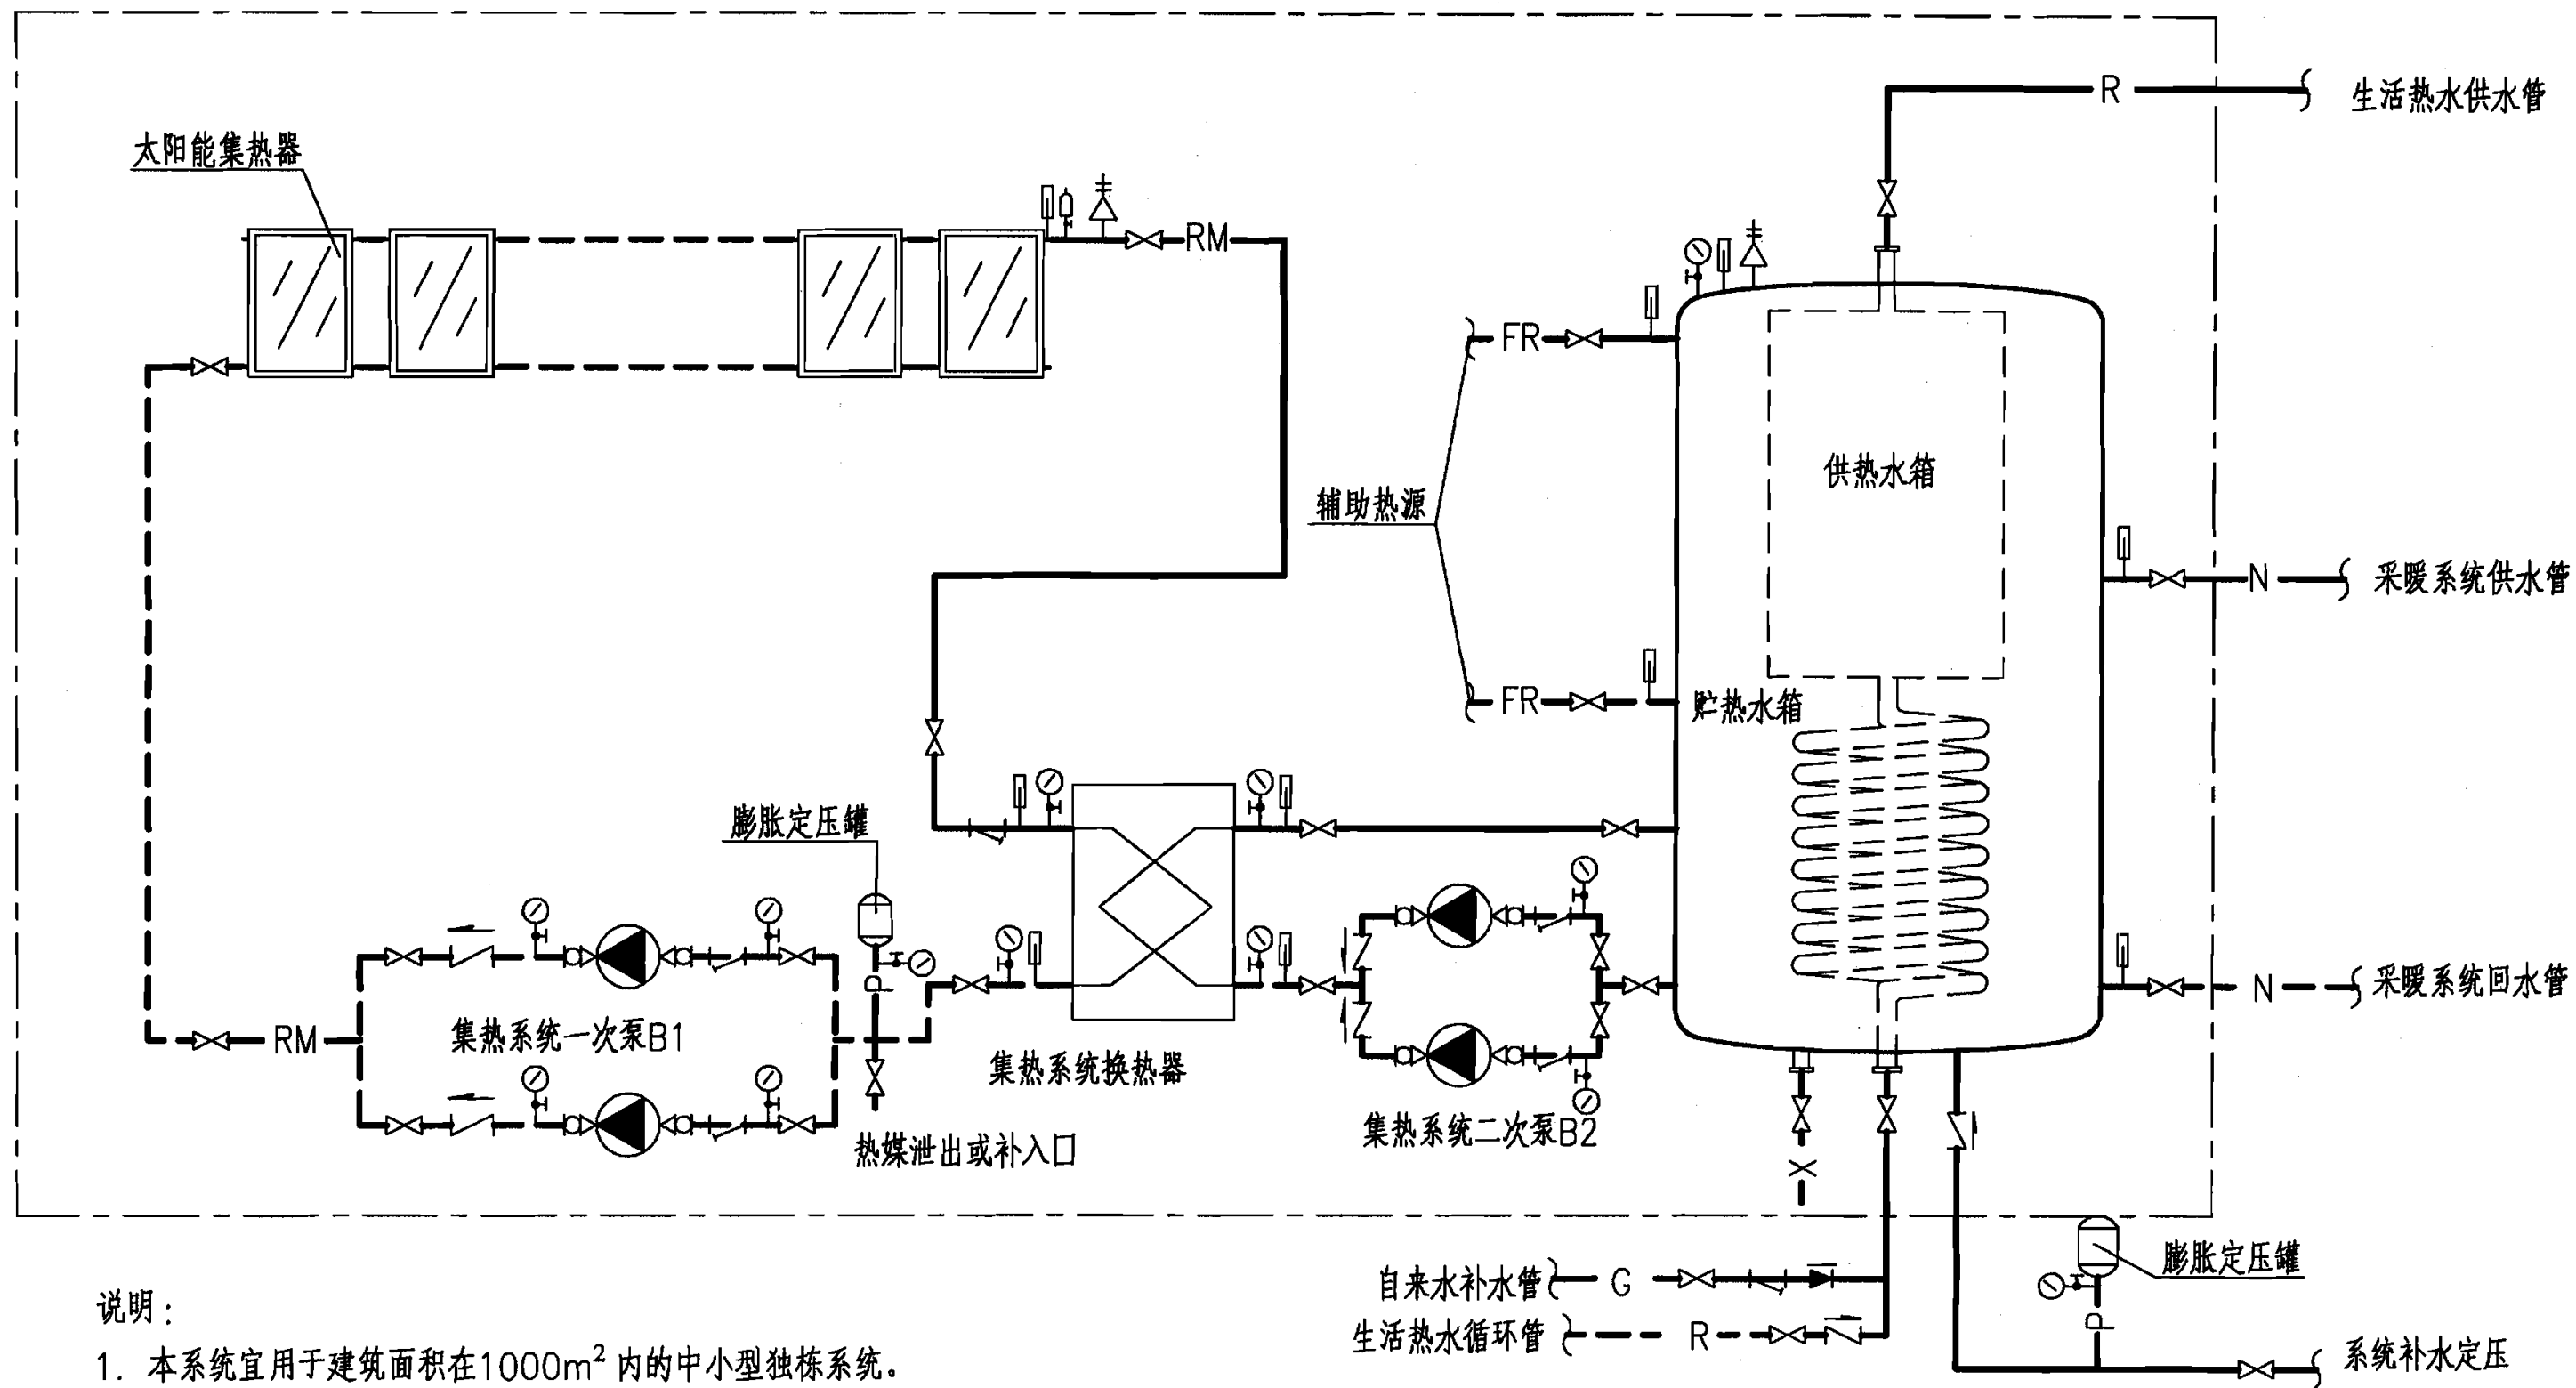 R
生活热水供水管
太阳能集热器
RM
FR
供热水箱
辅助热源
N
采暖系统供水管
FR
贮热水箱
膨胀定压罐
P
N
采暖系统回水管
RM
集热系统一次泵B1
集热系统换热器
集热系统二次泵B2
热媒泄出或补入口
自来水补水管
G
膨胀定压罐
P
生活热水循环管
R
系统补水定压
说明：
1. 本系统宜用于建筑面积在1000m² 内的中小型独栋系统。